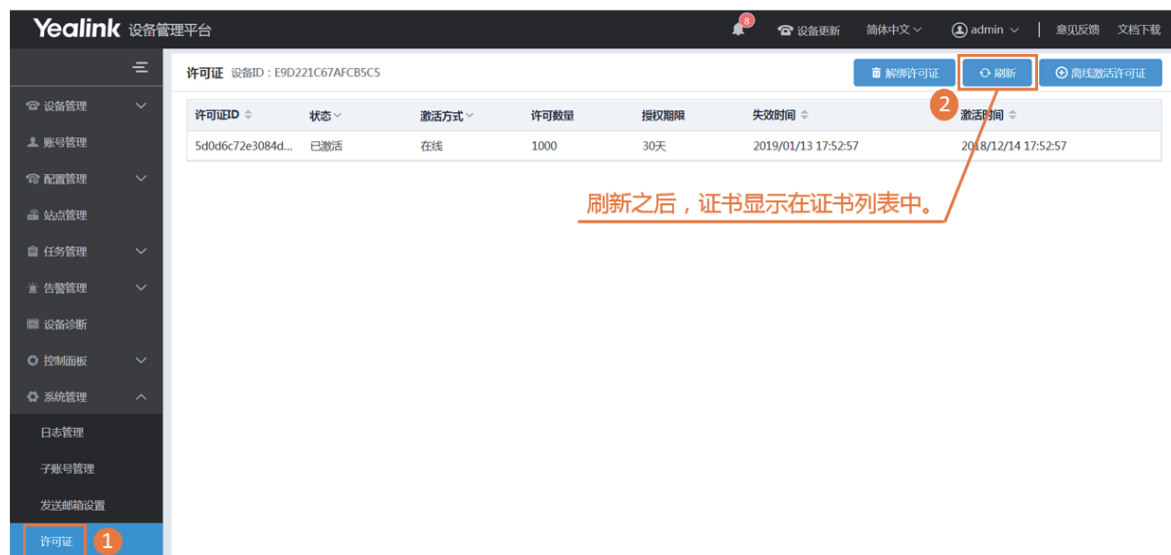 Yealink 设备管理平台
8
设备更新
简体中文
admin
意见反馈
文档下载
许可证 设备ID：E9D221C67AFCB5C5
解绑许可证
刷新
离线激活许可证
2
许可证ID 状态 激活方式 许可数量 授权期限 失效时间 激活时间
5d0d6c72e3084d... 已激活 在线 1000 30天 2019/01/13 17:52:57 2018/12/14 17:52:57
刷新之后，证书显示在证书列表中。
设备管理
账号管理
配置管理
站点管理
任务管理
告警管理
设备诊断
控制面板
系统管理
日志管理
子账号管理
发送邮箱设置
许可证 1